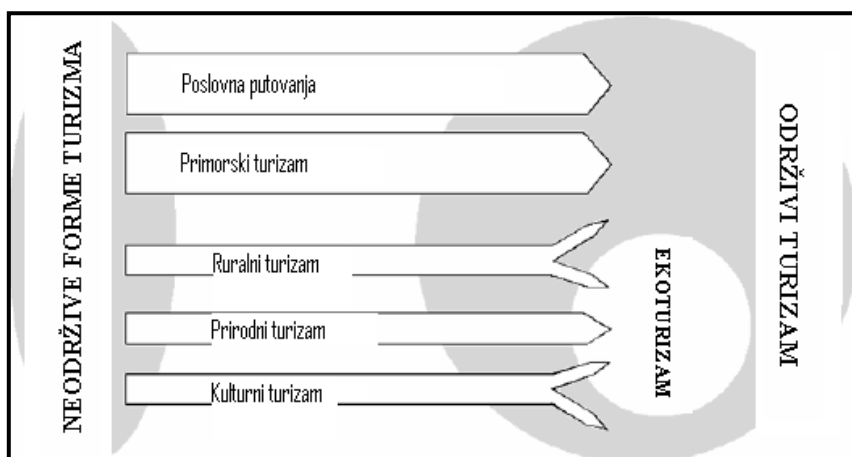 NEODRŽIVE FORME TURIZMA
Poslovna putovanja
Primorski turizam
Ruralni turizam
Prirodni turizam
Kulturni turizam
EKOTURIZAM
ODRŽIVI TURIZAM